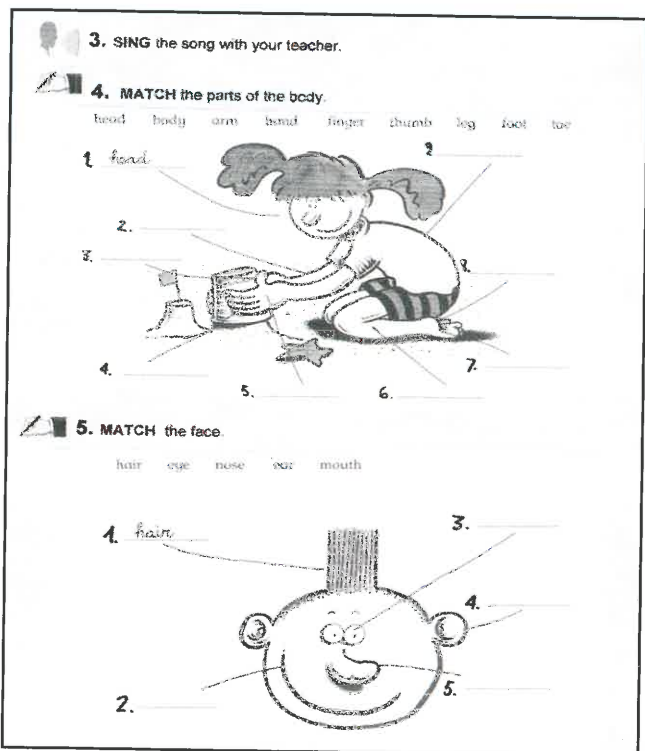 3. SING the song with your teacher.
4. MATCH the parts of the body.
head body arm hand finger thumb leg foot toe
1. head
9.
2.
3.
8.
4.
5.
6.
7.
5. MATCH the face.
hair eye nose ear mouth
1. hair
3.
4.
2.
5.